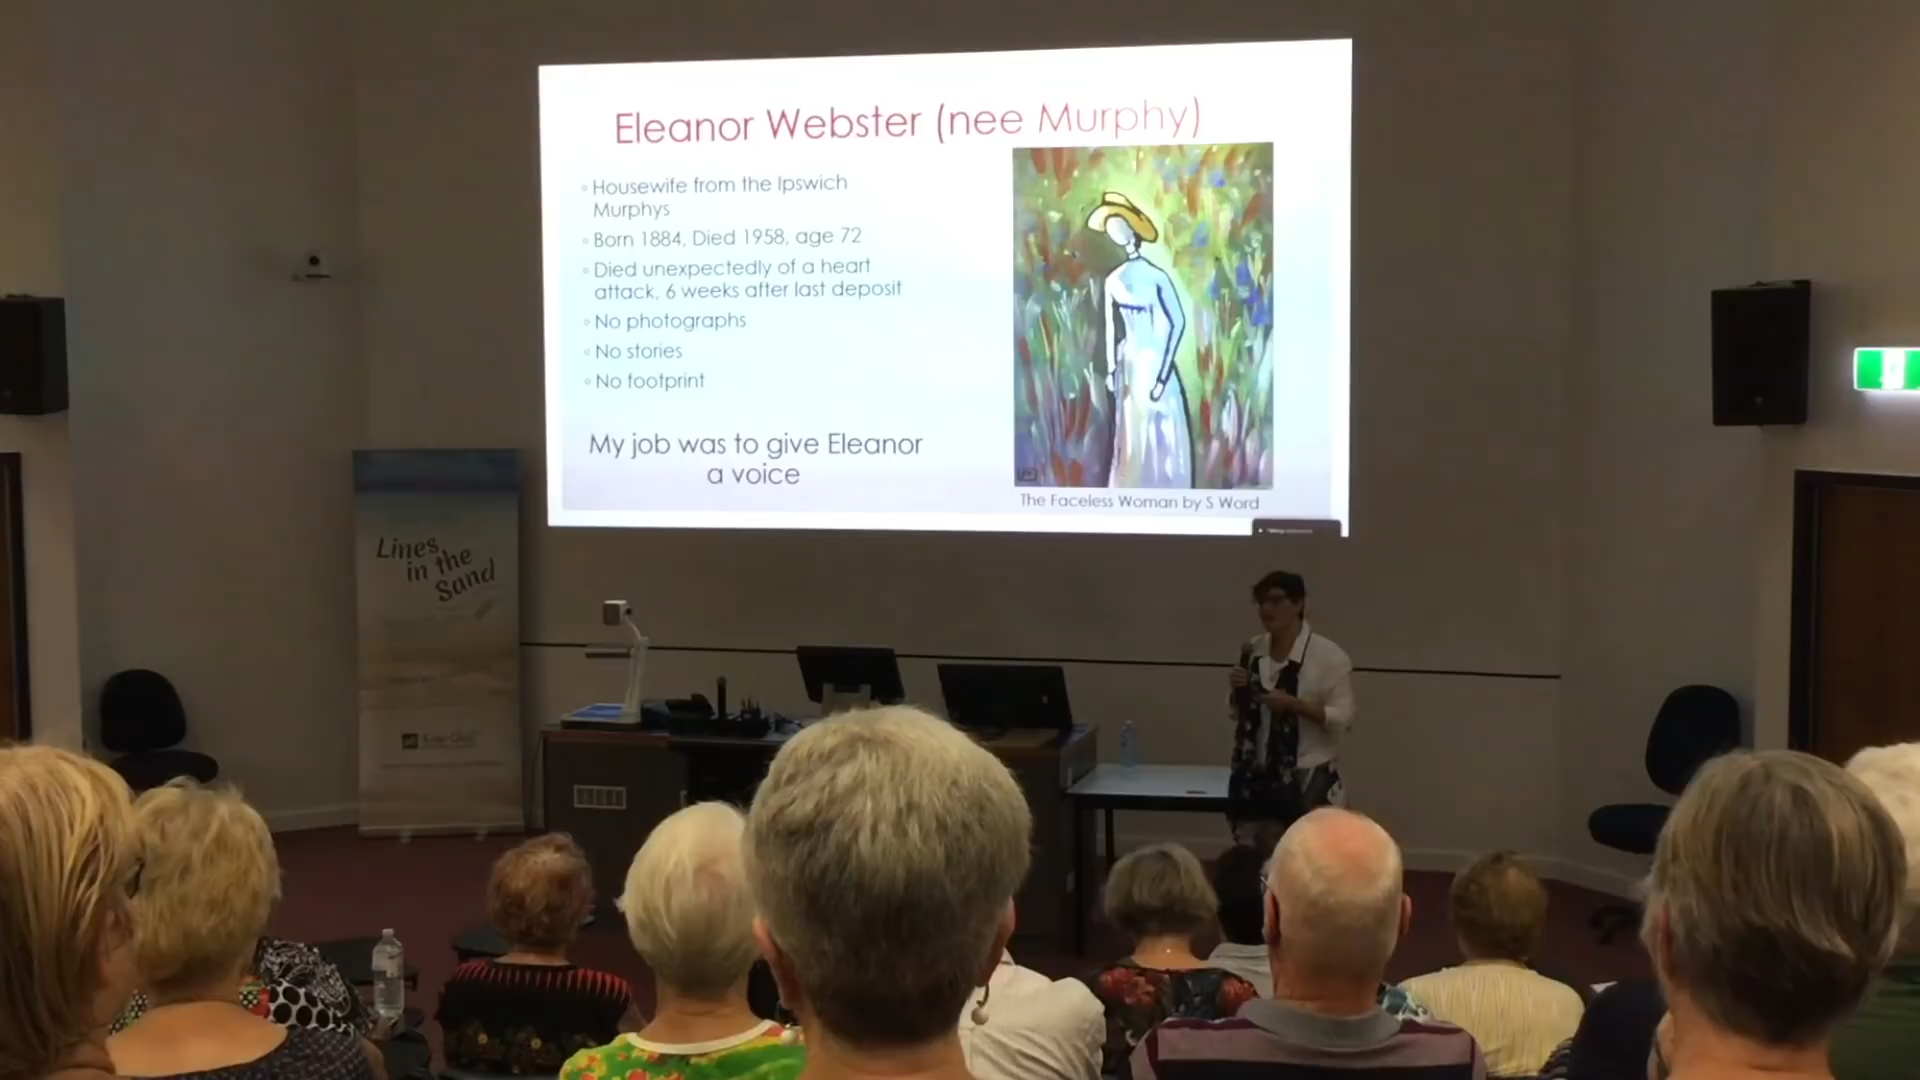 Eleanor Webster (nee Murphy)
Housewife from the Ipswich
Murphys
Born 1884, Died 1958, age 72
Died unexpectedly of a heart
attack, 6 weeks after last deposit
No photographs
No stories
No footprint
My job was to give Eleanor
a voice
The Faceless Woman by S Word
Lines
in the
Sand